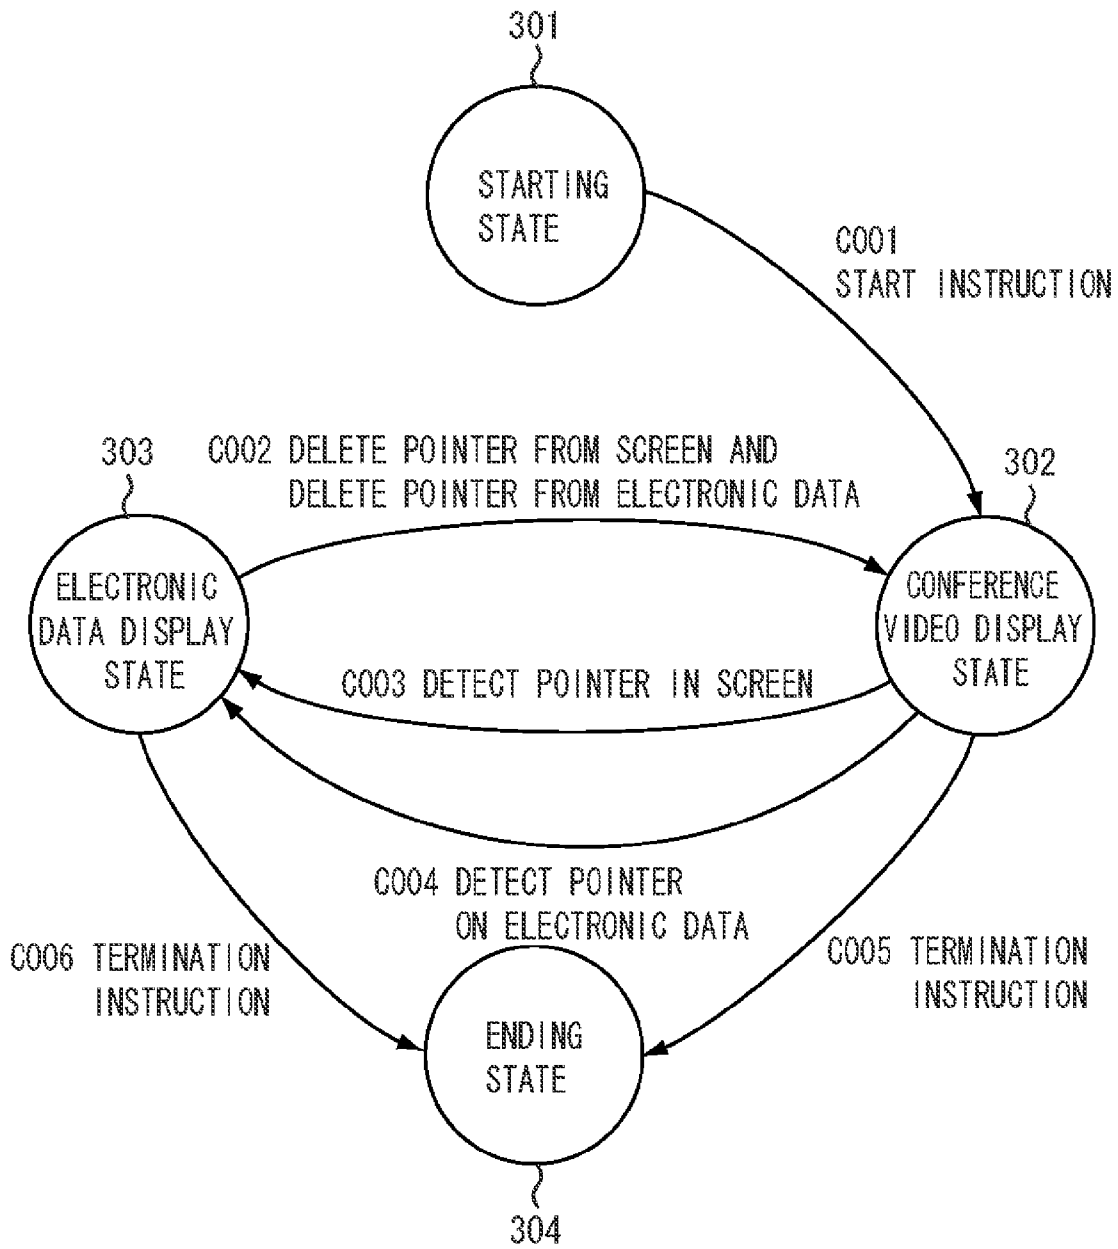 301
STARTING
STATE
C001
START INSTRUCTION
303
C002 DELETE POINTER FROM SCREEN AND
DELETE POINTER FROM ELECTRONIC DATA
302
ELECTRONIC
DATA DISPLAY
STATE
CONFERENCE
VIDEO DISPLAY
STATE
C003 DETECT POINTER IN SCREEN
C004 DETECT POINTER
ON ELECTRONIC DATA
C006 TERMINATION
INSTRUCTION
C005 TERMINATION
INSTRUCTION
ENDING
STATE
304